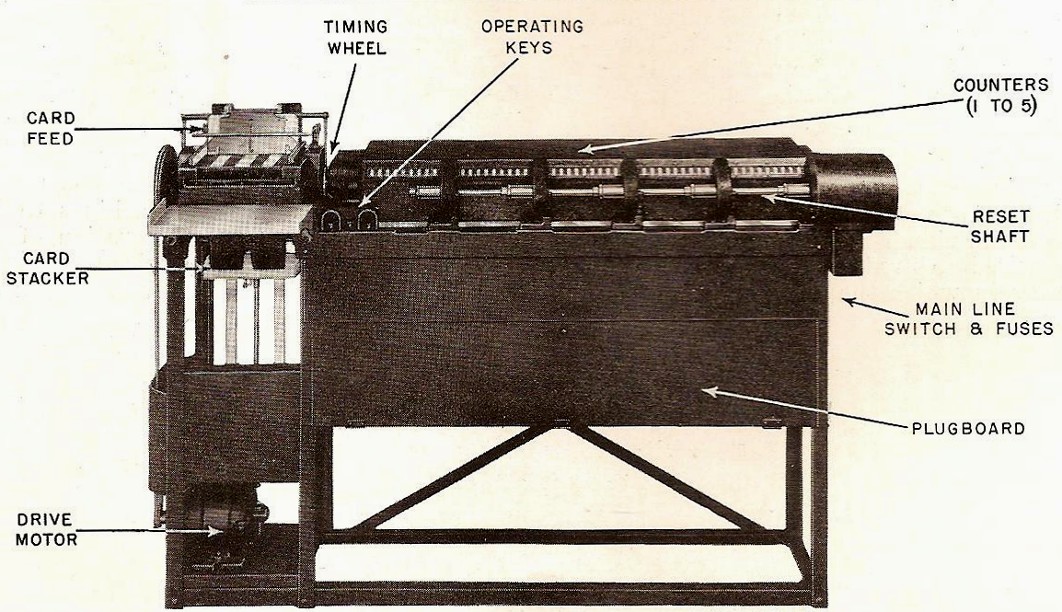 TIMING
WHEEL
OPERATING
KEYS
COUNTERS
(1 TO 5)
CARD
FEED
RESET
SHAFT
CARD
STACKER
MAIN LINE
SWITCH & FUSES
PLUGBOARD
DRIVE
MOTOR